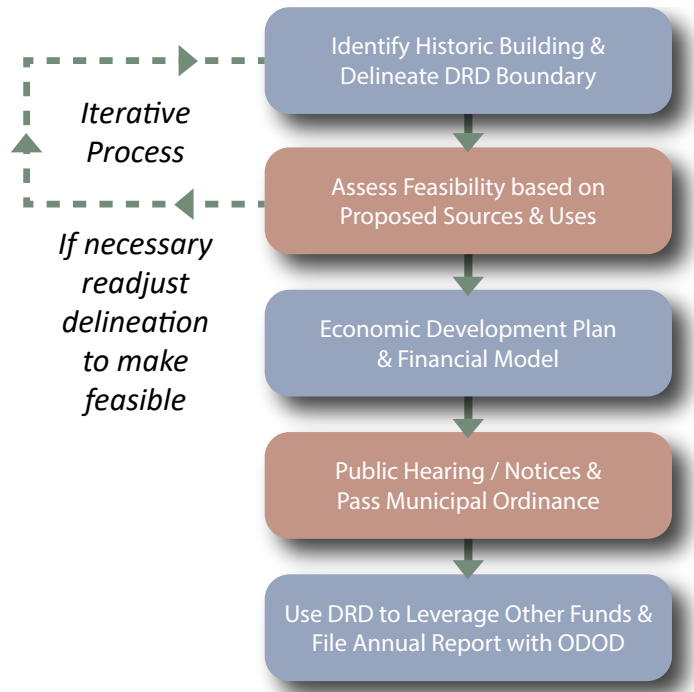 Identify Historic Building &
Delineate DRD Boundary
Iterative
Process
Assess Feasibility based on
Proposed Sources & Uses
If necessary
readjust
delineation
to make
feasible
Economic Development Plan
& Financial Model
Public Hearing / Notices &
Pass Municipal Ordinance
Use DRD to Leverage Other Funds &
File Annual Report with ODOD